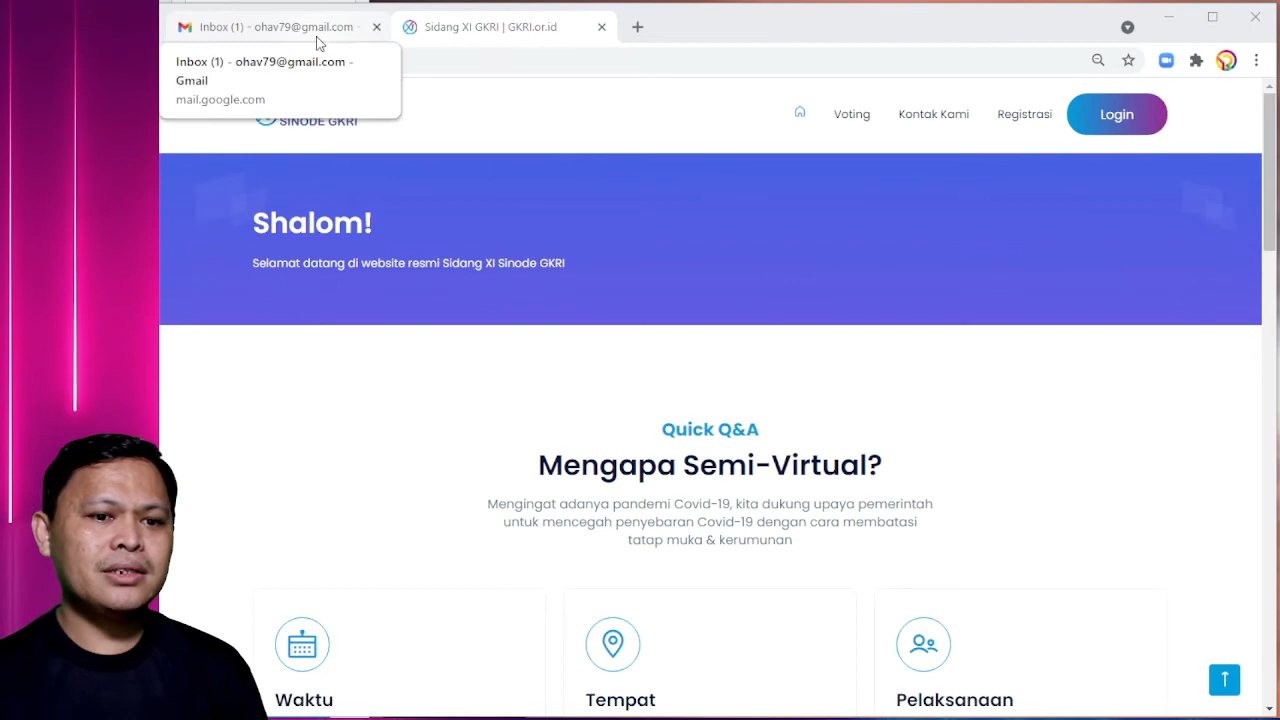 Inbox (1) - ohav79@gmail.com -
Sidang XI GKRI | GKRI.or.id
Inbox (1) - ohav79@gmail.com -
Gmail
mail.google.com
SINODE GKRI
Voting
Kontak Kami
Registrasi
Login
Shalom!
Selamat datang di website resmi Sidang XI Sinode GKRI
Quick Q&A
Mengapa Semi-Virtual?
Mengingat adanya pandemi Covid-19, kita dukung upaya pemerintah
untuk mencegah penyebaran Covid-19 dengan cara membatasi
tatap muka & kerumunan
Waktu
Tempat
Pelaksanaan